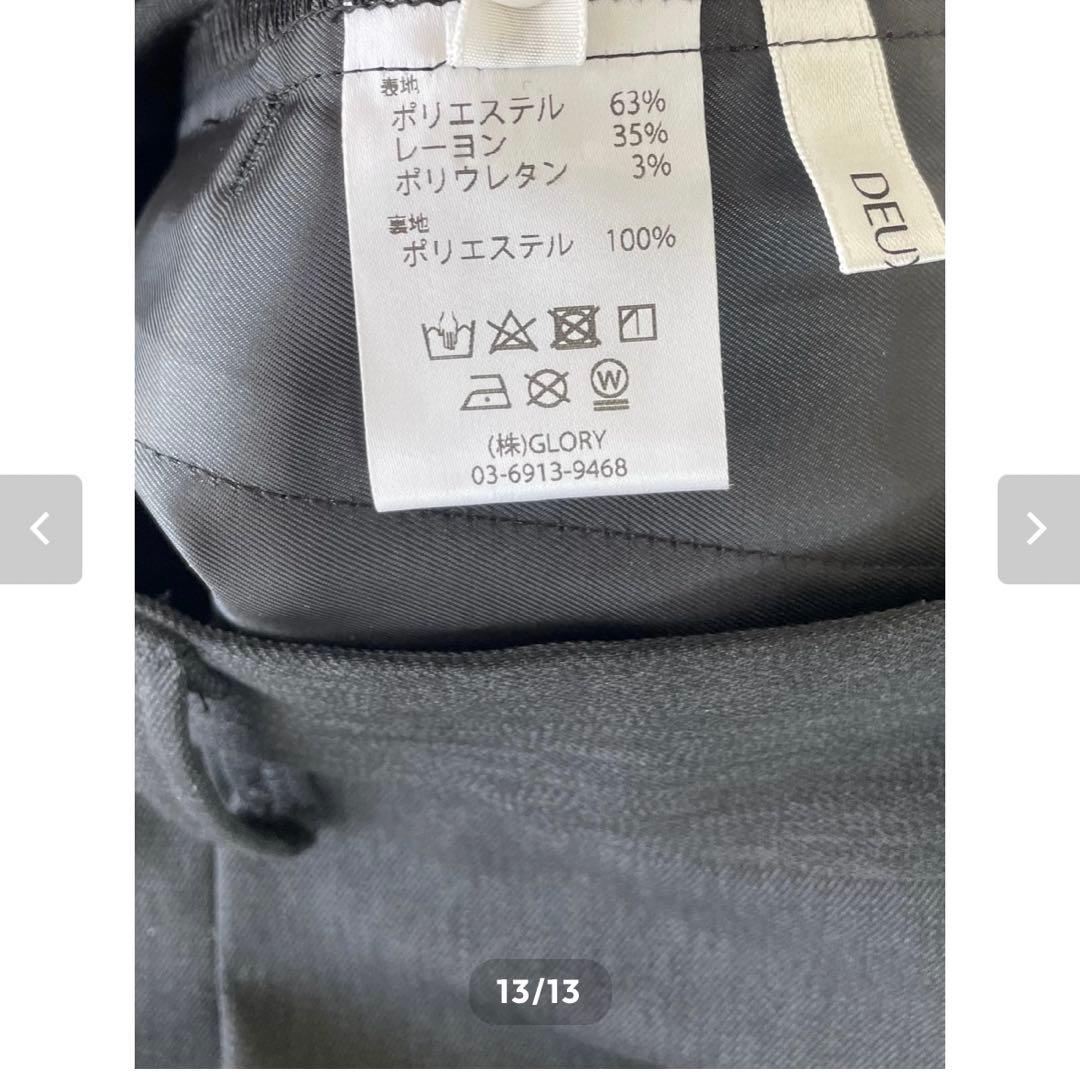 表地
ポリエステル 63%
レーヨン 35%
ポリウレタン 3%
裏地
ポリエステル 100%
W
(株)GLORY
03-6913-9468
DEUX
13/13